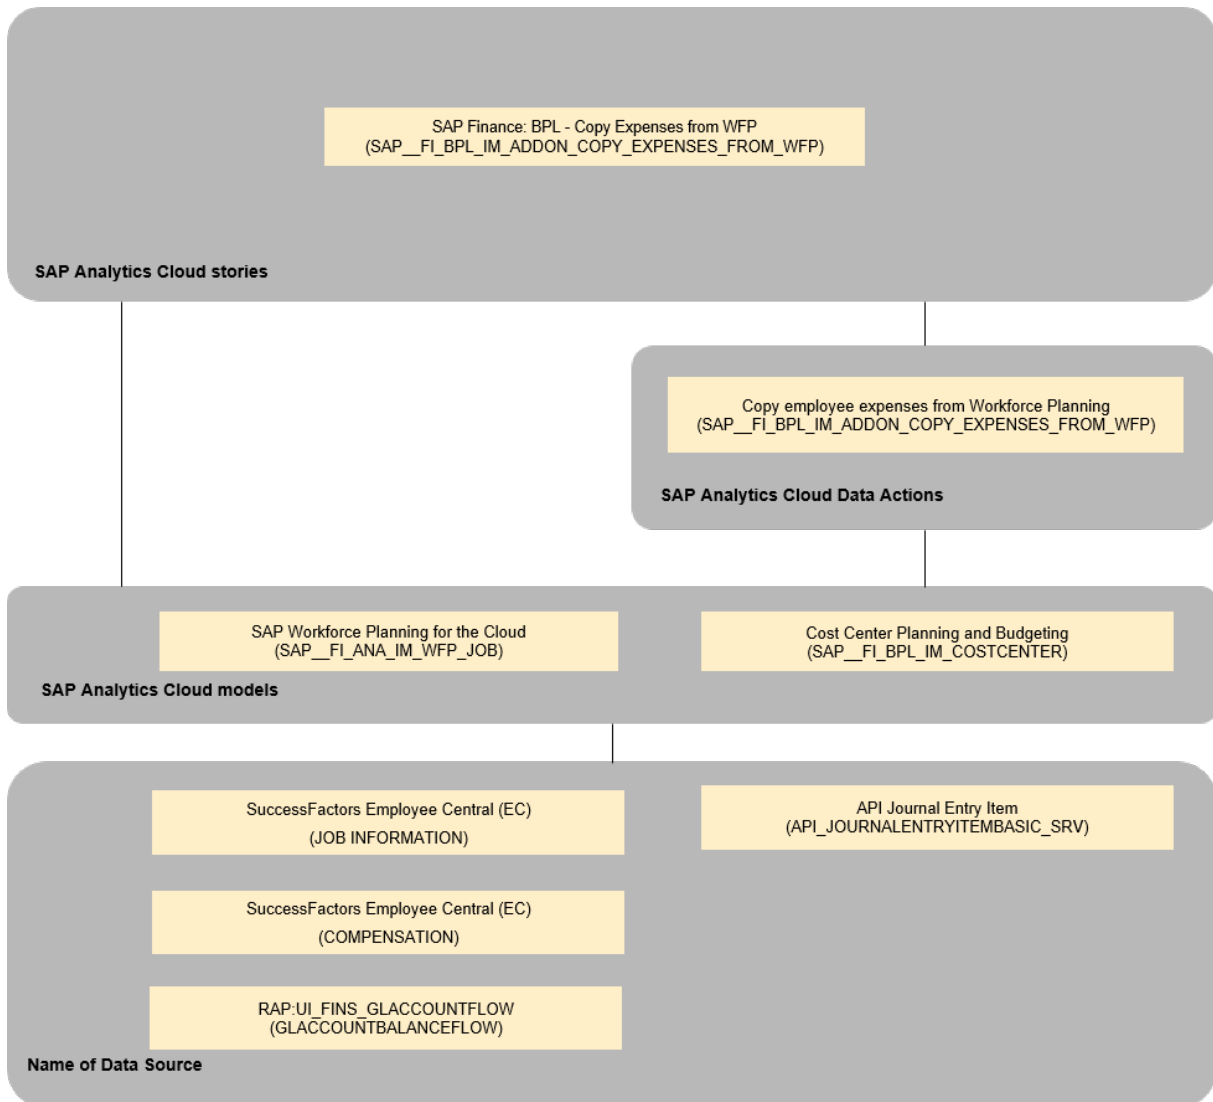 SAP Finance: BPL - Copy Expenses from WFP
(SAP__FI_BPL_IM_ADDON_COPY_EXPENSES_FROM_WFP)
SAP Analytics Cloud stories
Copy employee expenses from Workforce Planning
(SAP__FI_BPL_IM_ADDON_COPY_EXPENSES_FROM_WFP)
SAP Analytics Cloud Data Actions
SAP Workforce Planning for the Cloud
(SAP__FI_ANA_IM_WFP_JOB)
Cost Center Planning and Budgeting
(SAP__FI_BPL_IM_COSTCENTER)
SAP Analytics Cloud models
SuccessFactors Employee Central (EC)
(JOB INFORMATION)
API Journal Entry Item
(API_JOURNALENTRYITEMBASIC_SRV)
SuccessFactors Employee Central (EC)
(COMPENSATION)
RAP:UI_FINS_GLACCOUNTFLOW
(GLACCOUNTBALANCEFLOW)
Name of Data Source